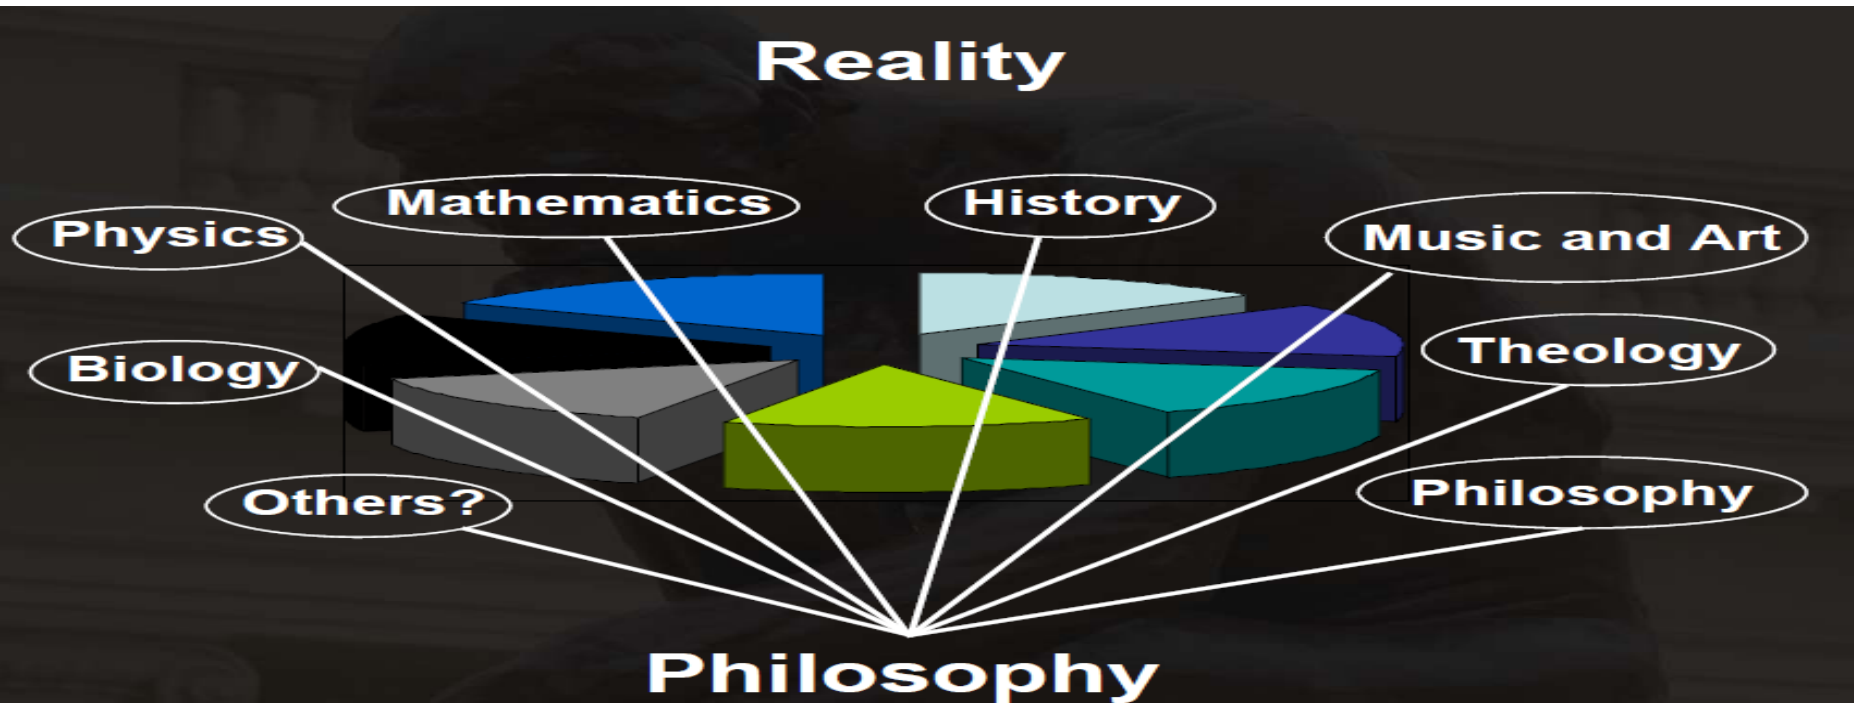 Reality
Mathematics
History
Physics
Music and Art
Biology
Theology
Others?
Philosophy
Philosophy